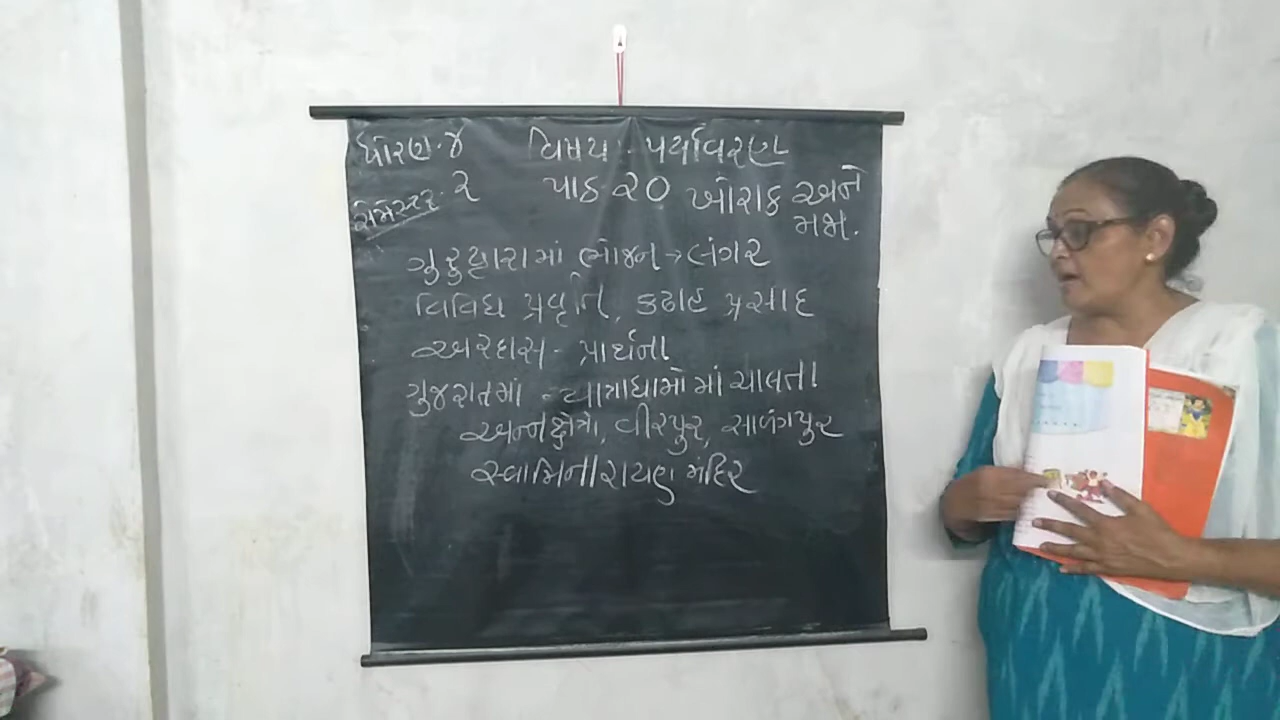 ધોરણ.૪ વિષય - પર્યાવરણ
સેમેસ્ટર. ૨ પાઠ ૨૦ ખોરાક અને
મજા.
ગુરુદ્વારામાં ભોજન → લંગર
વિવિધ પ્રવૃત્તિ, કઢાહ પ્રસાદ
અરદાસ - પ્રાર્થના
ગુજરાતમાં - યાત્રાધામોમાં ચાલતા
અન્નક્ષેત્રો, વીરપુર, સાળંગપુર
સ્વામિનારાયણ મંદિર